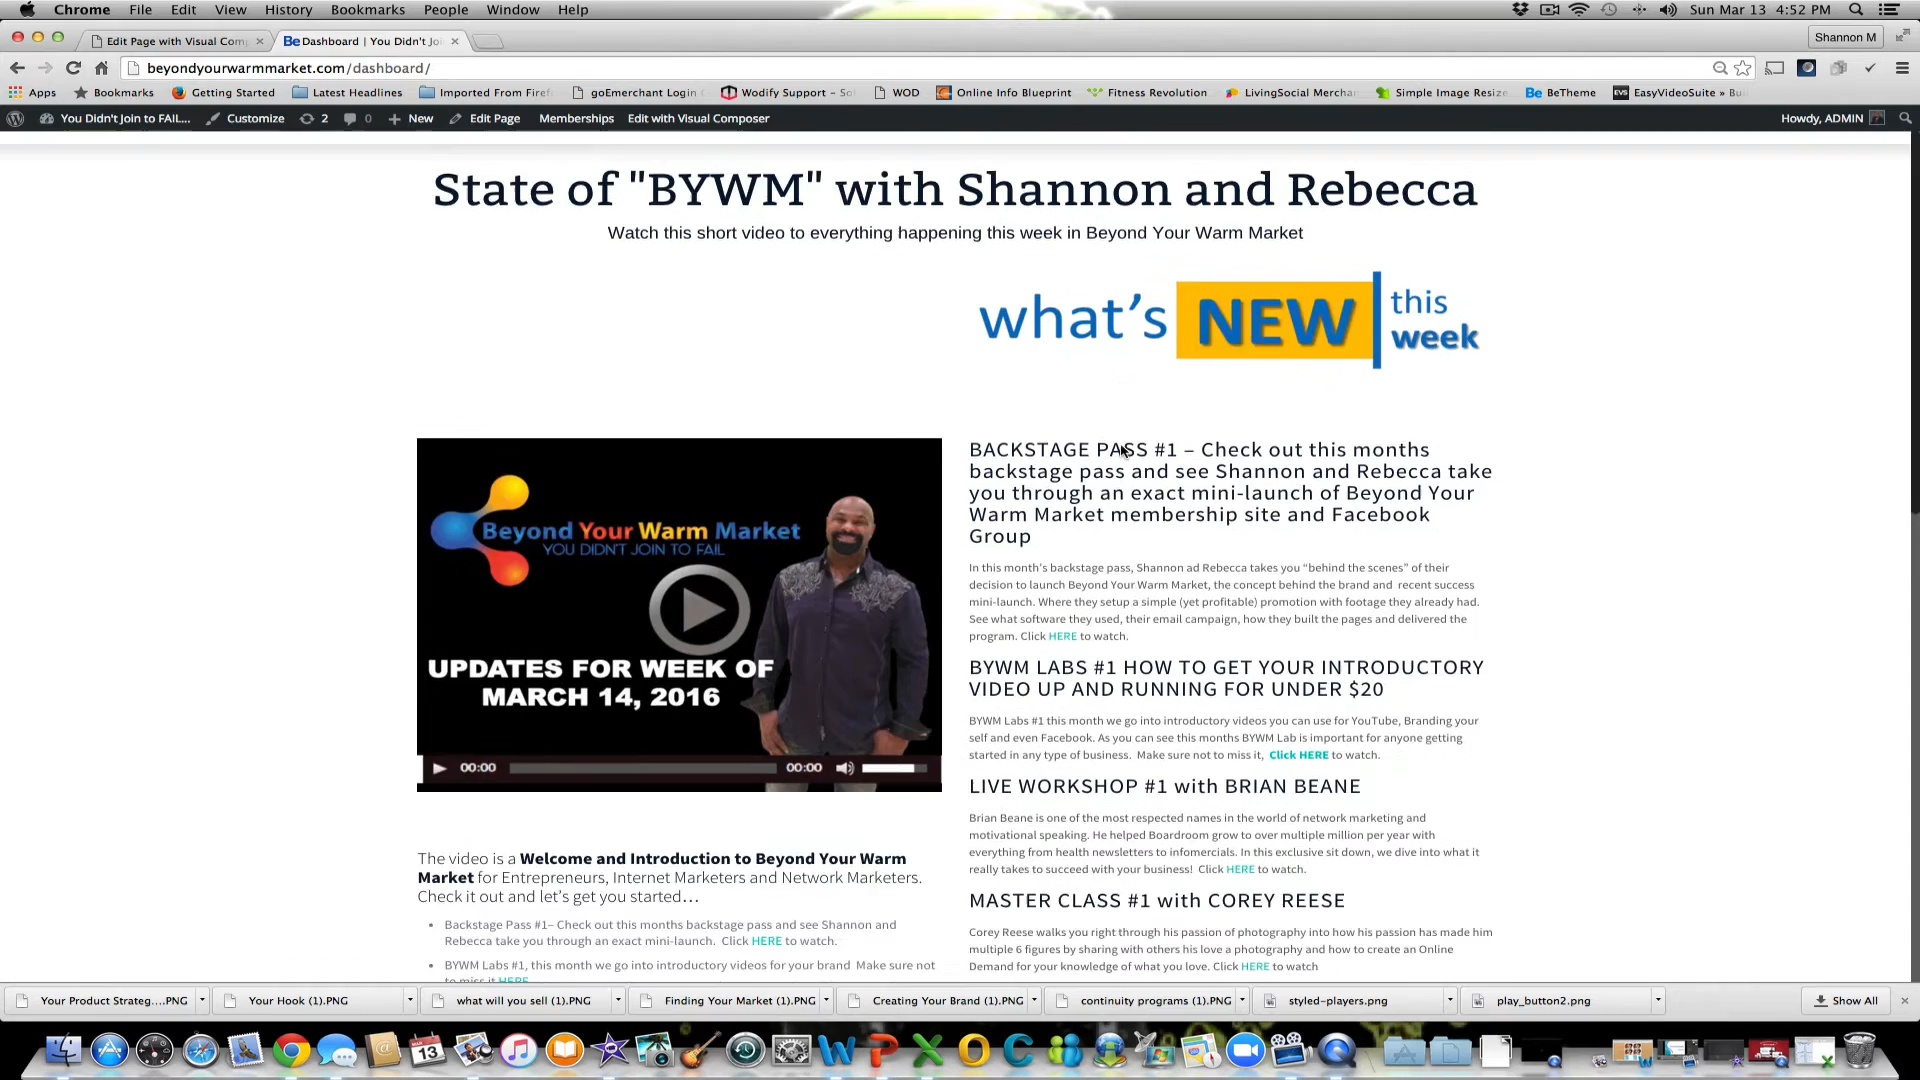 Chrome File Edit View History Bookmarks People Window Help Sun Mar 13 4:52 PM
Edit Page with Visual Com Be Dashboard | You Didn't Joi Shannon M
beyondyourwarmmarket.com/dashboard/
Apps Bookmarks Getting Started Latest Headlines Imported From Firef goEmerchant Login Wodify Support – So WOD Online Info Blueprint Fitness Revolution LivingSocial Mercha Simple Image Resize Be BeTheme EVS EasyVideoSuite » Bu
You Didn't Join to FAIL... Customize 2 0 New Edit Page Memberships Edit with Visual Composer Howdy, ADMIN
State of "BYWM" with Shannon and Rebecca
Watch this short video to everything happening this week in Beyond Your Warm Market
what's NEW this week
Beyond Your Warm Market
YOU DIDN'T JOIN TO FAIL
UPDATES FOR WEEK OF
MARCH 14, 2016
00:00 00:00
The video is a Welcome and Introduction to Beyond Your Warm
Market for Entrepreneurs, Internet Marketers and Network Marketers.
Check it out and let's get you started…
• Backstage Pass #1– Check out this months backstage pass and see Shannon and
Rebecca take you through an exact mini-launch. Click HERE to watch.
• BYWM Labs #1, this month we go into introductory videos for your brand Make sure not
to miss it HERE
BACKSTAGE PASS #1 – Check out this months
backstage pass and see Shannon and Rebecca take
you through an exact mini-launch of Beyond Your
Warm Market membership site and Facebook
Group
In this month's backstage pass, Shannon ad Rebecca takes you “behind the scenes” of their
decision to launch Beyond Your Warm Market, the concept behind the brand and recent success
mini-launch. Where they setup a simple (yet profitable) promotion with footage they already had.
See what software they used, their email campaign, how they built the pages and delivered the
program. Click HERE to watch.
BYWM LABS #1 HOW TO GET YOUR INTRODUCTORY
VIDEO UP AND RUNNING FOR UNDER $20
BYWM Labs #1 this month we go into introductory videos you can use for YouTube, Branding your
self and even Facebook. As you can see this months BYWM Lab is important for anyone getting
started in any type of business. Make sure not to miss it, Click HERE to watch.
LIVE WORKSHOP #1 with BRIAN BEANE
Brian Beane is one of the most respected names in the world of network marketing and
motivational speaking. He helped Boardroom grow to over multiple million per year with
everything from health newsletters to infomercials. In this exclusive sit down, we dive into what it
really takes to succeed with your business! Click HERE to watch.
MASTER CLASS #1 with COREY REESE
Corey Reese walks you right through his passion of photography into how his passion has made him
multiple 6 figures by sharing with others his love a photography and how to create an Online
Demand for your knowledge of what you love. Click HERE to watch
Your Product Strateg....PNG Your Hook (1).PNG what will you sell (1).PNG Finding Your Market (1).PNG Creating Your Brand (1).PNG continuity programs (1).PNG styled-players.png play_button2.png Show All
MAR 13